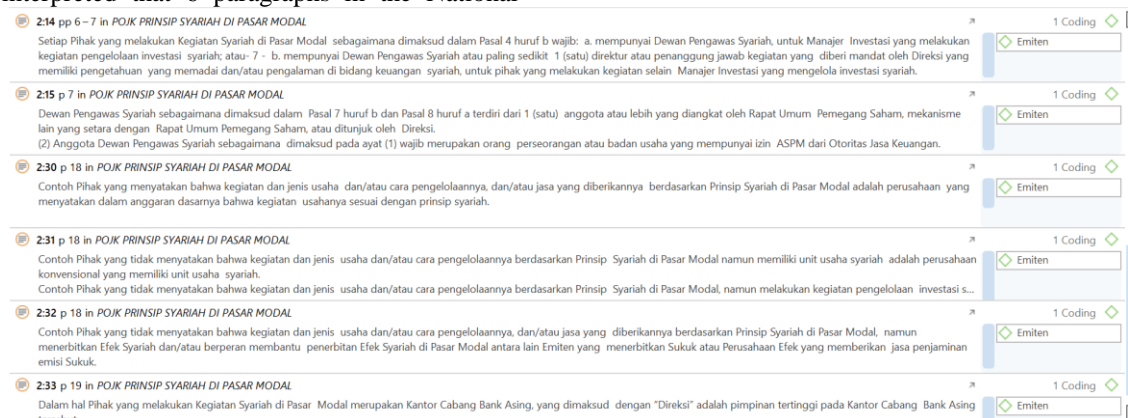 interpreted that 6 paragraphs in the National
2:14 pp 6 – 7 in POJK PRINSIP SYARIAH DI PASAR MODAL
1 Coding
Setiap Pihak yang melakukan Kegiatan Syariah di Pasar Modal sebagaimana dimaksud dalam Pasal 4 huruf b wajib: a. mempunyai Dewan Pengawas Syariah, untuk Manajer Investasi yang melakukan
Emiten
kegiatan pengelolaan investasi syariah; atau- 7 - b. mempunyai Dewan Pengawas Syariah atau paling sedikit 1 (satu) direktur atau penanggung jawab kegiatan yang diberi mandat oleh Direksi yang
memiliki pengetahuan yang memadai dan/atau pengalaman di bidang keuangan syariah, untuk pihak yang melakukan kegiatan selain Manajer Investasi yang mengelola investasi syariah.
2:15 p 7 in POJK PRINSIP SYARIAH DI PASAR MODAL
1 Coding
Dewan Pengawas Syariah sebagaimana dimaksud dalam Pasal 7 huruf b dan Pasal 8 huruf a terdiri dari 1 (satu) anggota atau lebih yang diangkat oleh Rapat Umum Pemegang Saham, mekanisme
Emiten
lain yang setara dengan Rapat Umum Pemegang Saham, atau ditunjuk oleh Direksi.
(2) Anggota Dewan Pengawas Syariah sebagaimana dimaksud pada ayat (1) wajib merupakan orang perseorangan atau badan usaha yang mempunyai izin ASPM dari Otoritas Jasa Keuangan.
2:30 p 18 in POJK PRINSIP SYARIAH DI PASAR MODAL
1 Coding
Contoh Pihak yang menyatakan bahwa kegiatan dan jenis usaha dan/atau cara pengelolaannya, dan/atau jasa yang diberikannya berdasarkan Prinsip Syariah di Pasar Modal adalah perusahaan yang
Emiten
menyatakan dalam anggaran dasarnya bahwa kegiatan usahanya sesuai dengan prinsip syariah.
2:31 p 18 in POJK PRINSIP SYARIAH DI PASAR MODAL
1 Coding
Contoh Pihak yang tidak menyatakan bahwa kegiatan dan jenis usaha dan/atau cara pengelolaannya berdasarkan Prinsip Syariah di Pasar Modal namun memiliki unit usaha syariah adalah perusahaan
Emiten
konvensional yang memiliki unit usaha syariah.
Contoh Pihak yang tidak menyatakan bahwa kegiatan dan jenis usaha dan/atau cara pengelolaannya berdasarkan Prinsip Syariah di Pasar Modal, namun melakukan kegiatan pengelolaan investasi s...
2:32 p 18 in POJK PRINSIP SYARIAH DI PASAR MODAL
1 Coding
Contoh Pihak yang tidak menyatakan bahwa kegiatan dan jenis usaha dan/atau cara pengelolaannya, dan/atau jasa yang diberikannya berdasarkan Prinsip Syariah di Pasar Modal, namun
Emiten
menerbitkan Efek Syariah dan/atau berperan membantu penerbitan Efek Syariah di Pasar Modal antara lain Emiten yang menerbitkan Sukuk atau Perusahaan Efek yang memberikan jasa penjaminan
emisi Sukuk.
2:33 p 19 in POJK PRINSIP SYARIAH DI PASAR MODAL
1 Coding
Dalam hal Pihak yang melakukan Kegiatan Syariah di Pasar Modal merupakan Kantor Cabang Bank Asing, yang dimaksud dengan "Direksi" adalah pimpinan tertinggi pada Kantor Cabang Bank Asing
Emiten